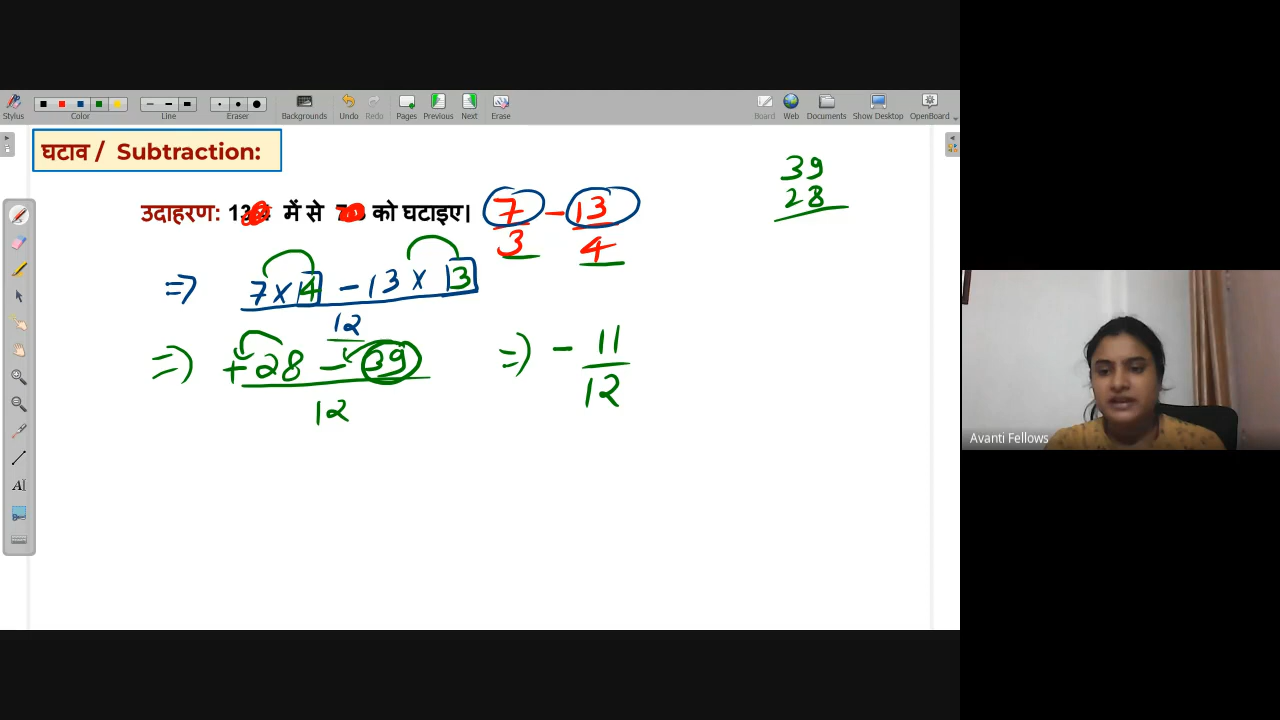 Stylus Color Line Eraser Backgrounds Undo Redo Pages Previous Next Erase Board Web Documents Show Desktop OpenBoard
घटाव / Subtraction:
39
28
उदाहरण: 13 में से 7 को घटाइए। 7/3 - 13/4
=> 7 x 4 - 13 x 3
12
=> + 28 - 39 => - 11
12 12
Avanti Fellows